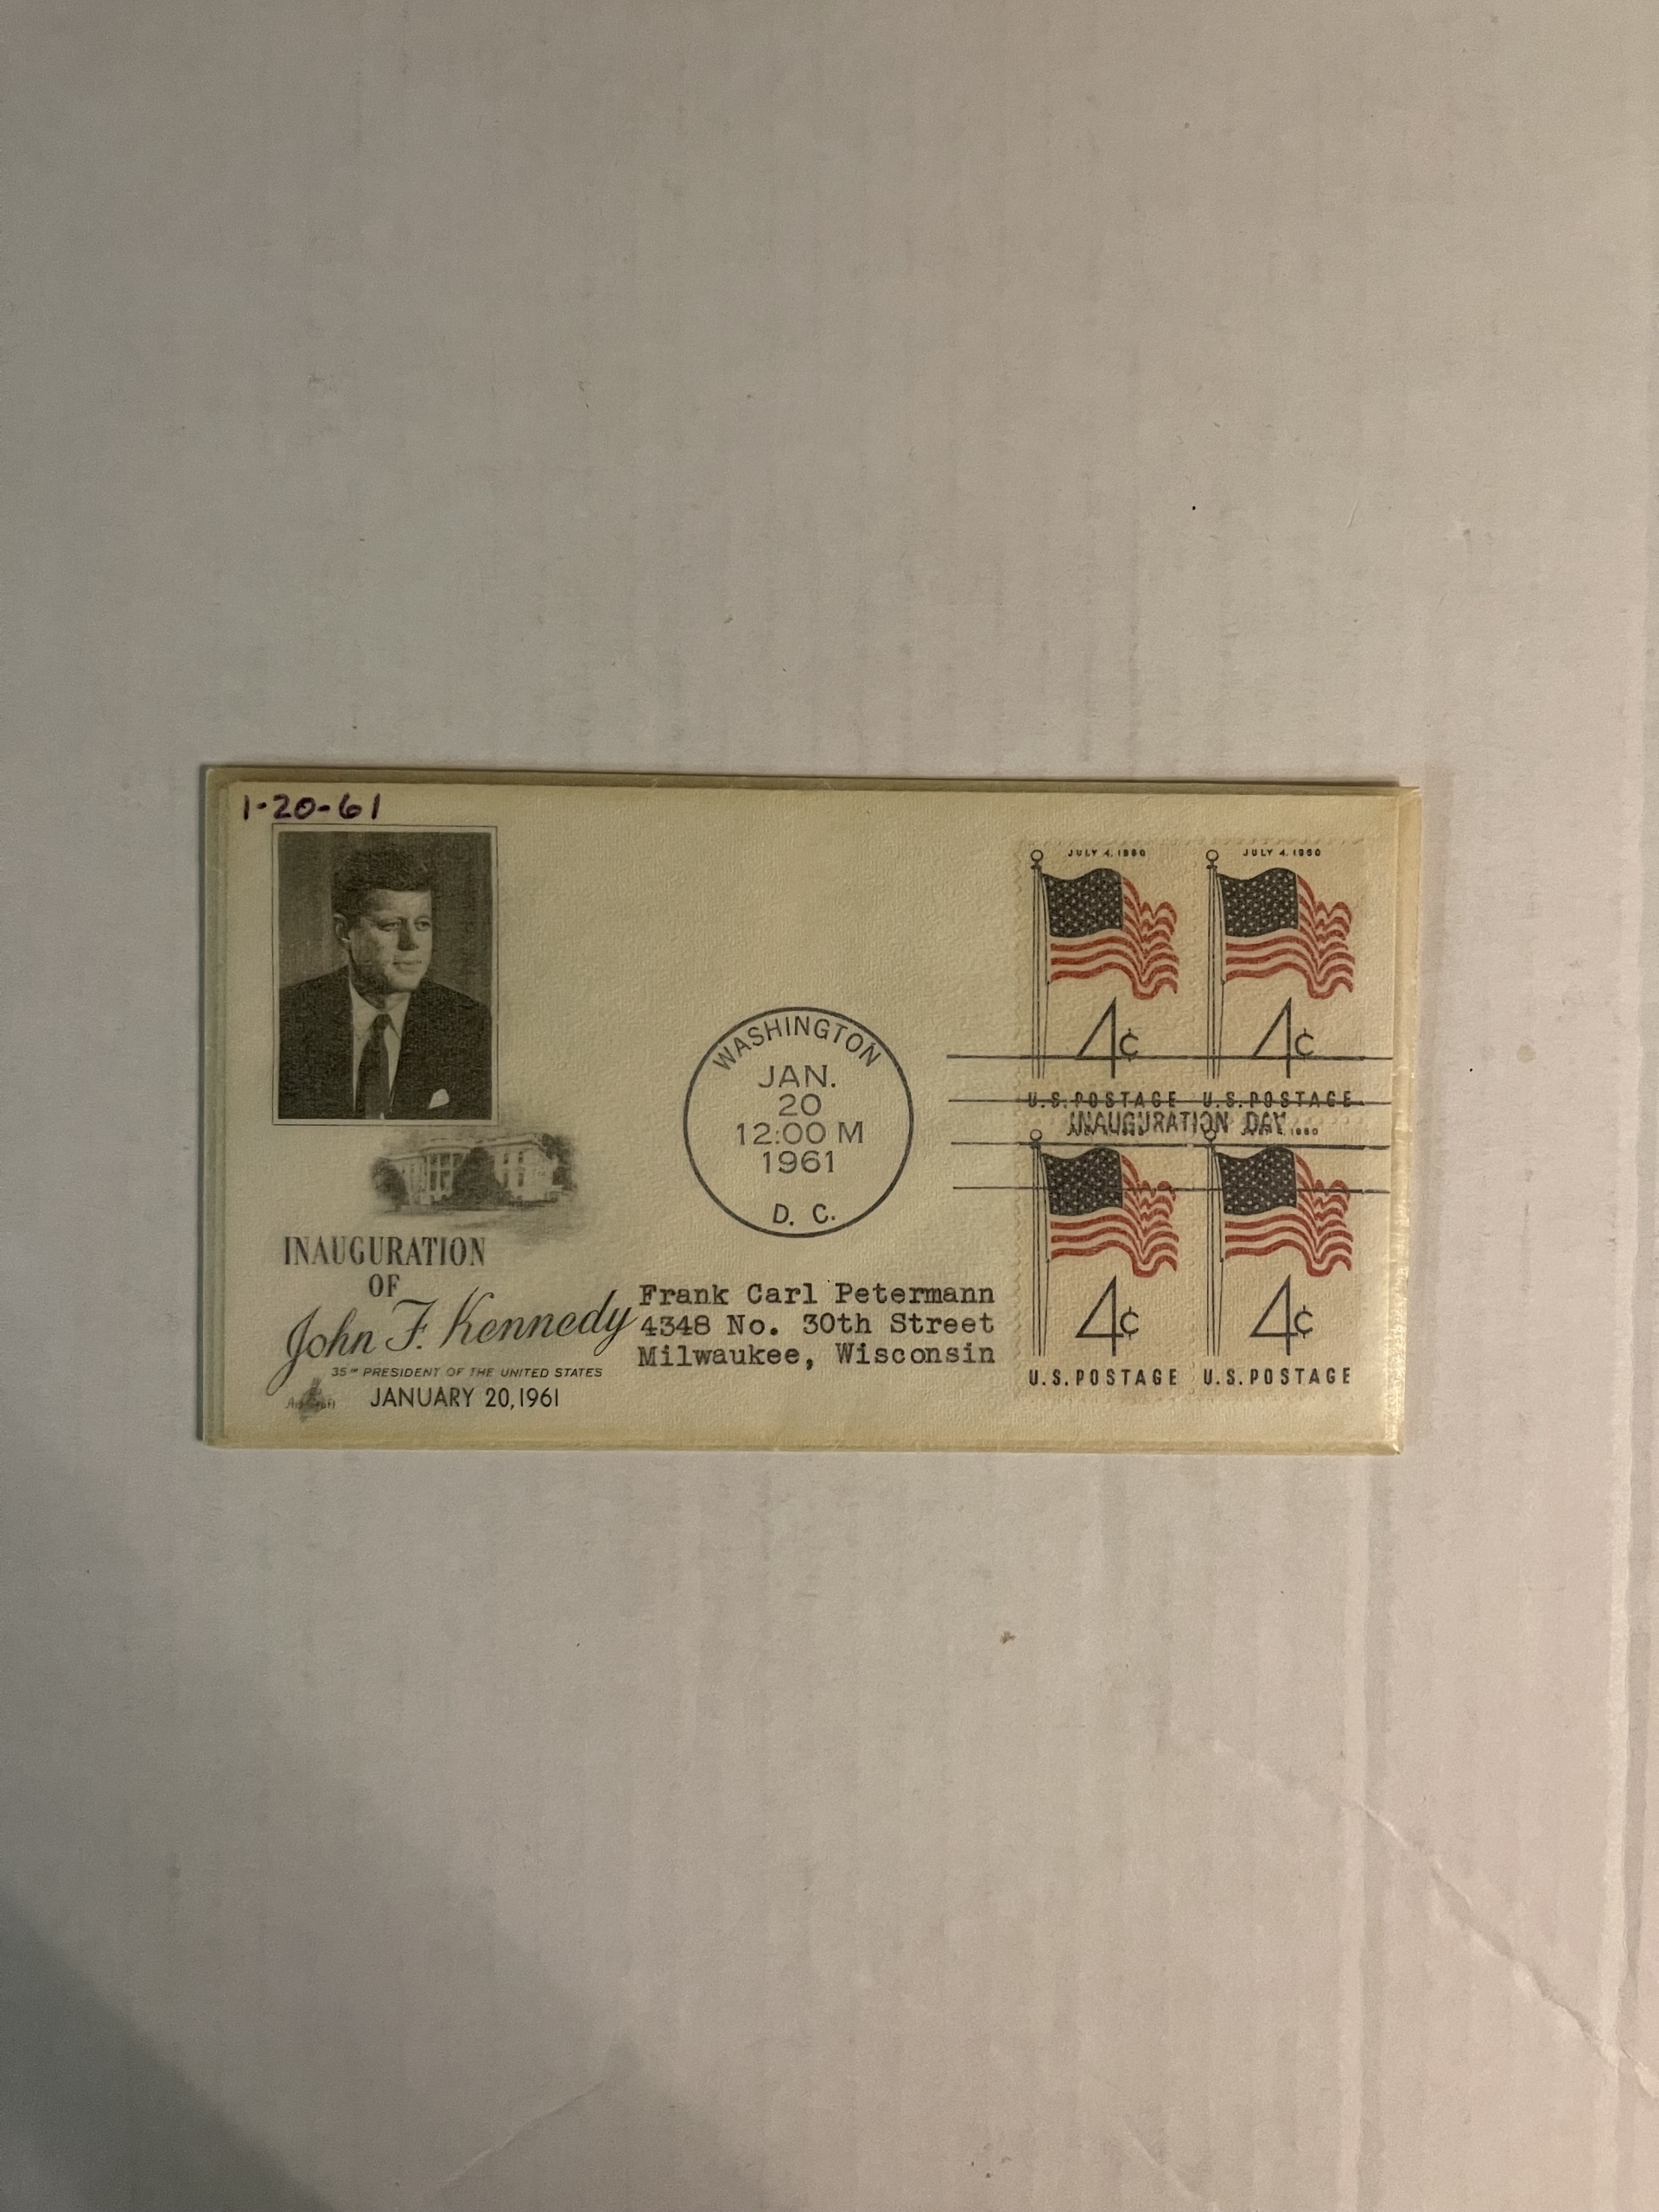 1-20-61
INAUGURATION
OF
John F. Kennedy
35TH PRESIDENT OF THE UNITED STATES
JANUARY 20, 1961
ArtCraft
WASHINGTON
JAN.
20
12:00 M
1961
D. C.
Frank Carl Petermann
4348 No. 30th Street
Milwaukee, Wisconsin
JULY 4, 1960
4¢
U.S. POSTAGE
JULY 4, 1960
4¢
U.S. POSTAGE
INAUGURATION DAY
4¢
U.S. POSTAGE
4¢
U.S. POSTAGE